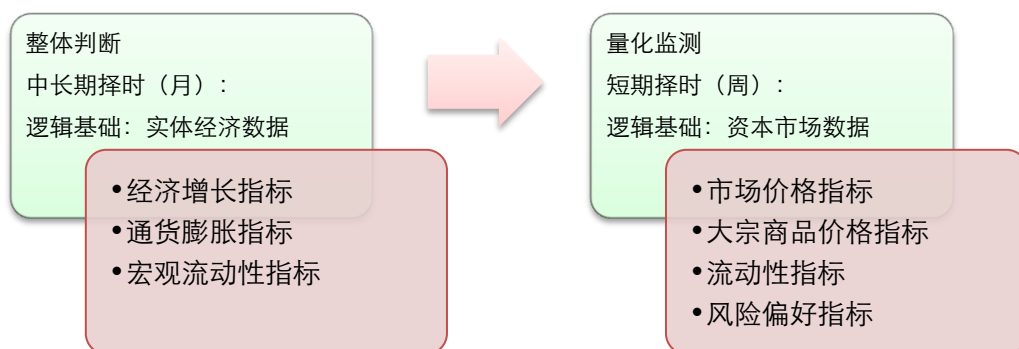 整体判断
中长期择时（月）：
逻辑基础：实体经济数据
•经济增长指标
•通货膨胀指标
•宏观流动性指标
量化监测
短期择时（周）：
逻辑基础：资本市场数据
•市场价格指标
•大宗商品价格指标
•流动性指标
•风险偏好指标